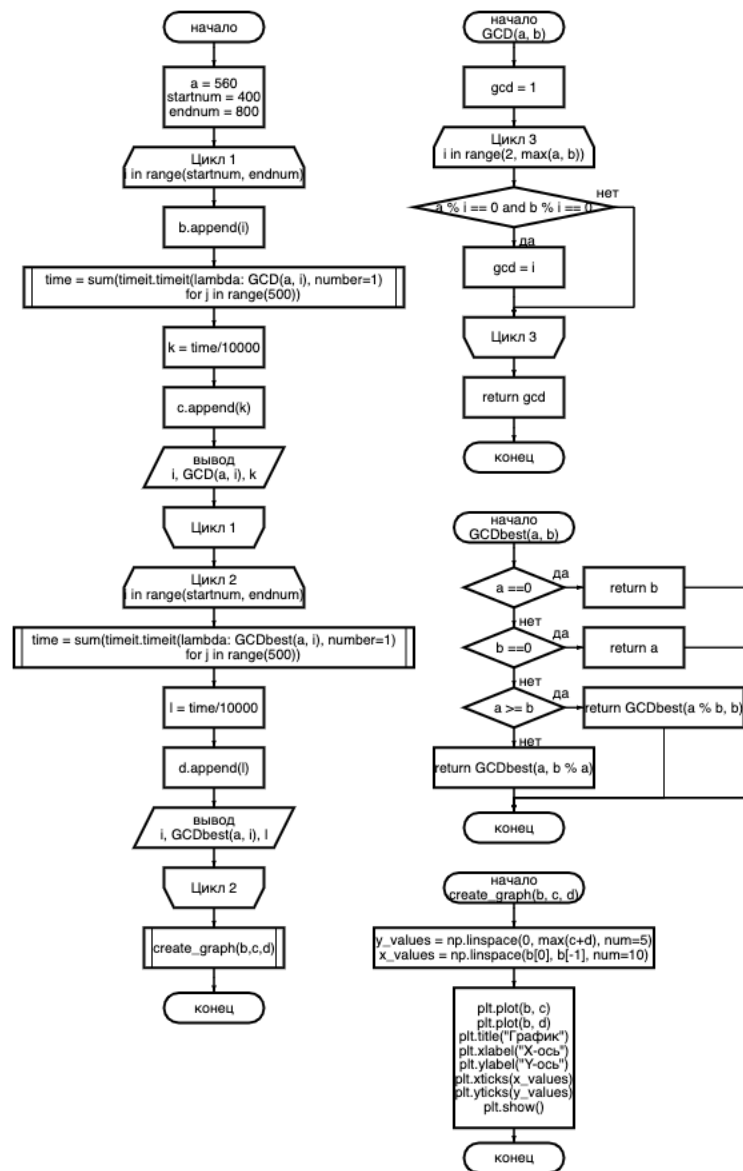 начало
a = 560
startnum = 400
endnum = 800
Цикл 1
i in range(startnum, endnum)
b.append(i)
time = sum(timeit.timeit(lambda: GCD(a, i), number=1)
for j in range(500))
k = time/10000
c.append(k)
вывод
i, GCD(a, i), k
Цикл 1
Цикл 2
i in range(startnum, endnum)
time = sum(timeit.timeit(lambda: GCDbest(a, i), number=1)
for j in range(500))
l = time/10000
d.append(l)
вывод
i, GCDbest(a, i), l
Цикл 2
create_graph(b,c,d)
конец
начало
GCD(a, b)
gcd = 1
Цикл 3
i in range(2, max(a, b))
нет
a % i == 0 and b % i == 0
да
gcd = i
Цикл 3
return gcd
конец
начало
GCDbest(a, b)
да
a ==0
return b
нет
да
b ==0
return a
нет
да
a >= b
return GCDbest(a % b, b)
нет
return GCDbest(a, b % a)
конец
начало
create_graph(b, c, d)
y_values = np.linspace(0, max(c+d), num=5)
x_values = np.linspace(b[0], b[-1], num=10)
plt.plot(b, c)
plt.plot(b, d)
plt.title("График")
plt.xlabel("X-ось")
plt.ylabel("Y-ось")
plt.xticks(x_values)
plt.yticks(y_values)
plt.show()
конец